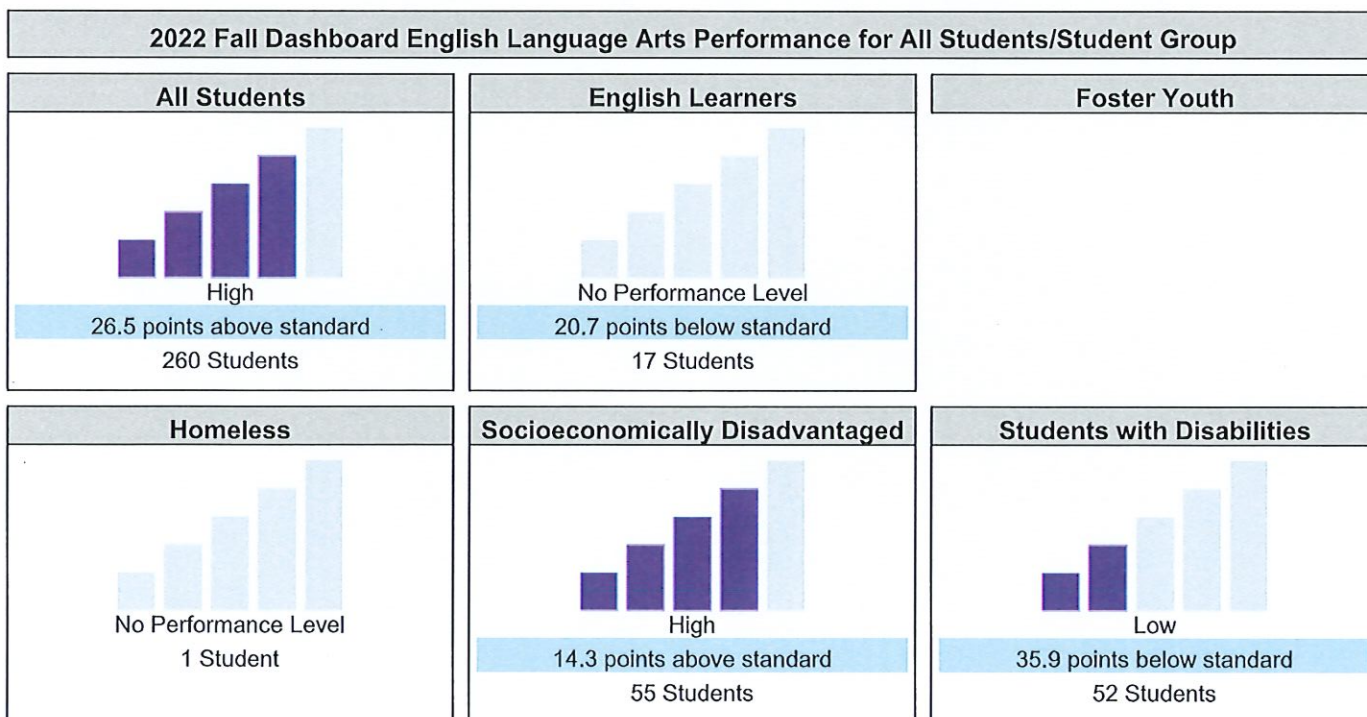 2022 Fall Dashboard English Language Arts Performance for All Students/Student Group
All Students
High
26.5 points above standard
260 Students
English Learners
No Performance Level
20.7 points below standard
17 Students
Foster Youth
Homeless
No Performance Level
1 Student
Socioeconomically Disadvantaged
High
14.3 points above standard
55 Students
Students with Disabilities
Low
35.9 points below standard
52 Students